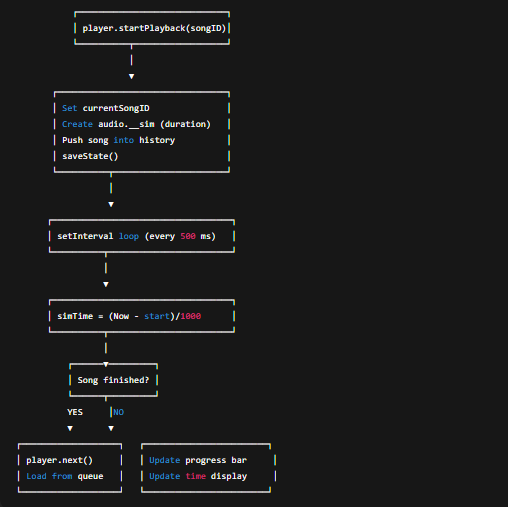 player.startPlayback(songID)
Set currentSongID
Create audio.__sim (duration)
Push song into history
saveState()
setInterval loop (every 500 ms)
simTime = (Now - start)/1000
Song finished?
YES NO
player.next()
Load from queue
Update progress bar
Update time display